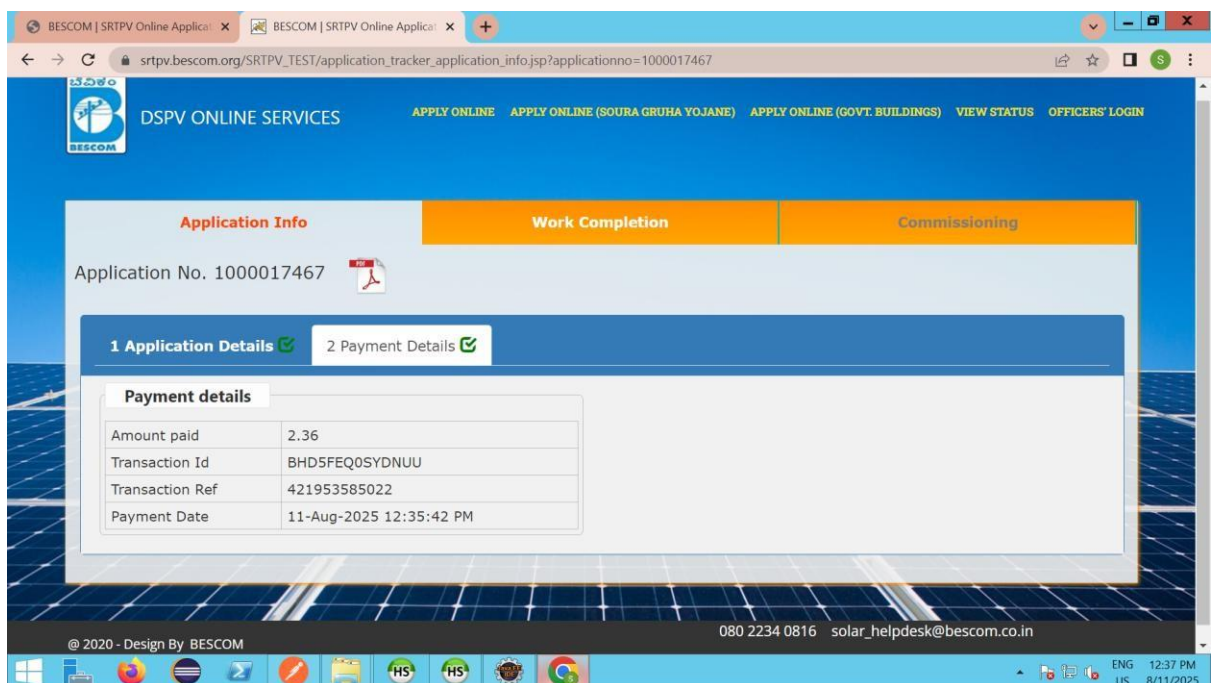 BESCOM | SRTPV Online Applicat
BESCOM | SRTPV Online Applicat
srtpv.bescom.org/SRTPV_TEST/application_tracker_application_info.jsp?applicationno=1000017467
S
ಬೆವಿಕಂ
BESCOM
DSPV ONLINE SERVICES
APPLY ONLINE APPLY ONLINE (SOURA GRUHA YOJANE) APPLY ONLINE (GOVT. BUILDINGS) VIEW STATUS OFFICERS' LOGIN
Application Info Work Completion Commissioning
Application No. 1000017467
PDF
1 Application Details 2 Payment Details
Payment details
Amount paid 2.36
Transaction Id BHD5FEQ0SYDNUU
Transaction Ref 421953585022
Payment Date 11-Aug-2025 12:35:42 PM
080 2234 0816 solar_helpdesk@bescom.co.in
@ 2020 - Design By BESCOM
HS HS
ENG 12:37 PM
US 8/11/2025